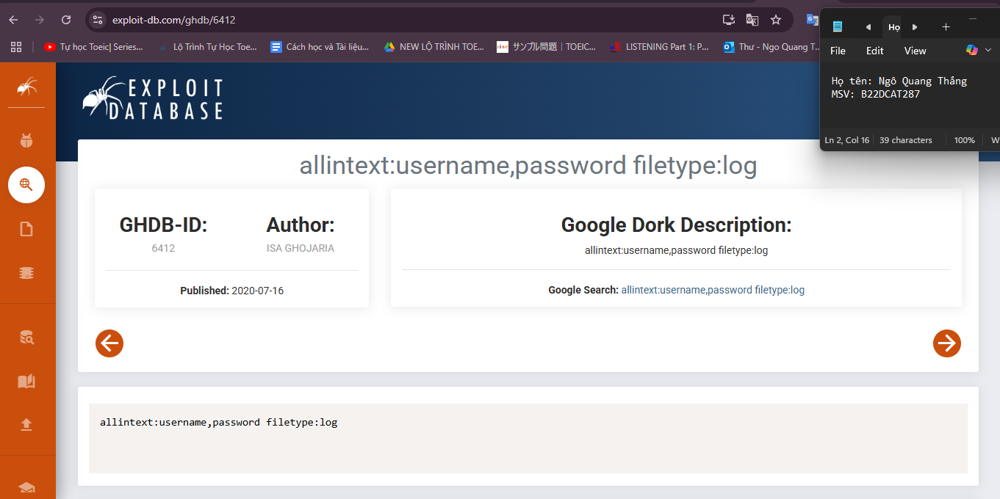 exploit-db.com/ghdb/6412
Tự học Toeic| Series...
Lộ Trình Tự Học Toe...
Cách học và Tài liệu...
NEW LỘ TRÌNH TOE...
サンプル問題｜TOEIC...
LISTENING Part 1: P...
Thư - Ngo Quang T...
Họ
File Edit View
Họ tên: Ngô Quang Thắng
MSV: B22DCAT287
Ln 2, Col 16 39 characters 100% W
EXPLOIT
DATABASE
allintext:username,password filetype:log
GHDB-ID:
6412
Author:
ISA GHOJARIA
Published: 2020-07-16
Google Dork Description:
allintext:username,password filetype:log
Google Search: allintext:username,password filetype:log
allintext:username,password filetype:log